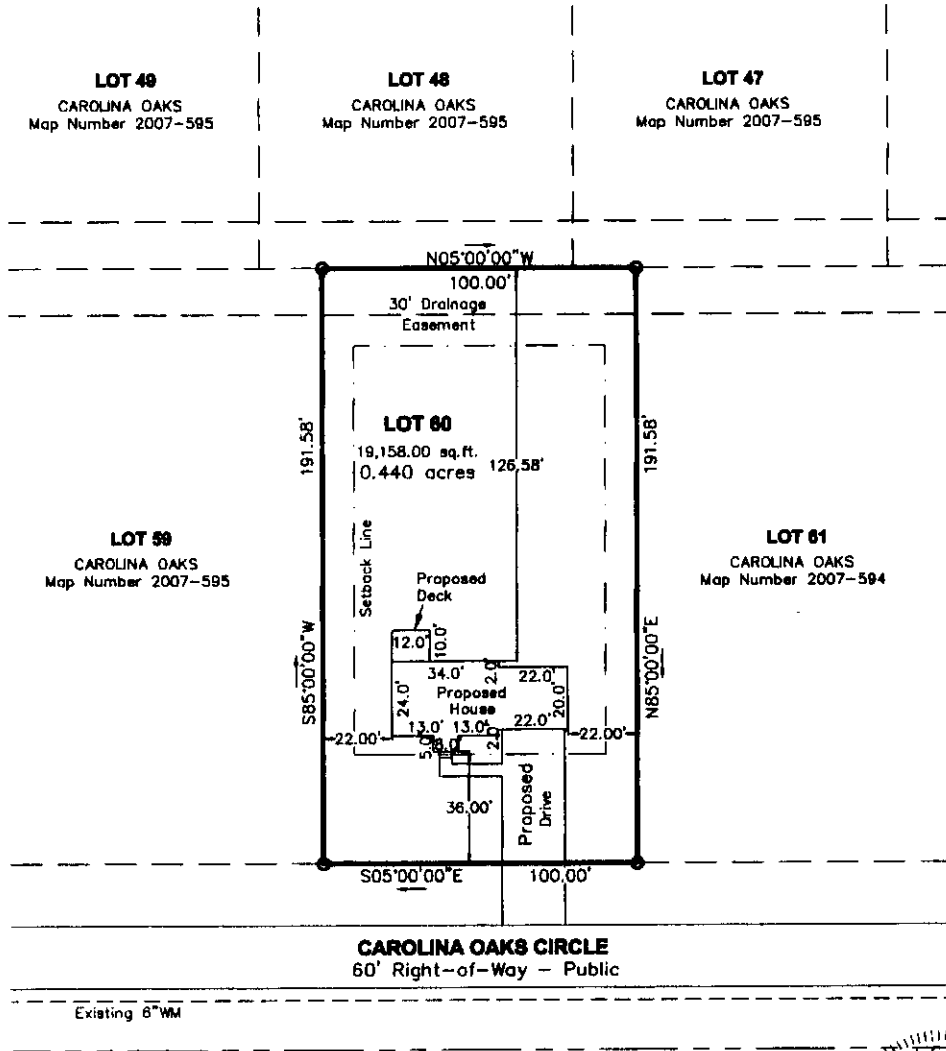 LOT 49
CAROLINA OAKS
Map Number 2007-595
LOT 48
CAROLINA OAKS
Map Number 2007-595
LOT 47
CAROLINA OAKS
Map Number 2007-595
N05°00'00"W
100.00'
30' Drainage
Easement
191.58'
191.58'
LOT 60
19,158.00 sq.ft.
0.440 acres
126.58'
LOT 59
CAROLINA OAKS
Map Number 2007-595
LOT 61
CAROLINA OAKS
Map Number 2007-594
Setback Line
Proposed
Deck
12.0'
10.0'
S85°00'00"W
N85°00'00"E
34.0'
2.0'
22.0'
24.0'
Proposed
House
20.0'
13.0'
13.0'
22.0'
2.0'
22.00'
22.00'
5.0'
8.0'
36.00'
Proposed
Drive
S05°00'00"E
100.00'
CAROLINA OAKS CIRCLE
60' Right-of-Way - Public
Existing 6"WM